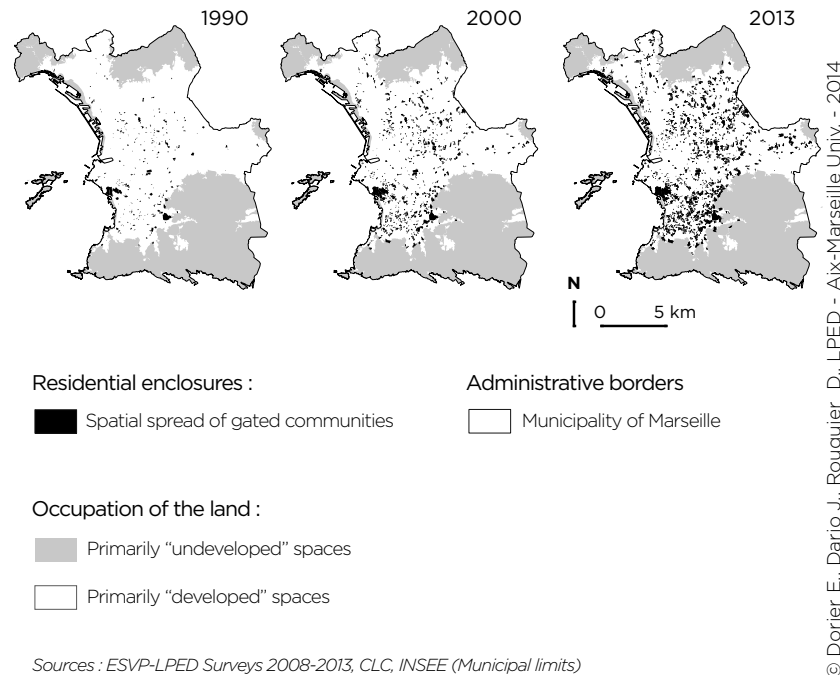 1990
2000
2013
N
0 5 km
Residential enclosures :
Spatial spread of gated communities
Administrative borders
Municipality of Marseille
Occupation of the land :
Primarily “undeveloped” spaces
Primarily “developed” spaces
Sources : ESVP-LPED Surveys 2008-2013, CLC, INSEE (Municipal limits)
© Dorier E., Dario J., Rouquier D., LPED - Aix-Marseille Univ. - 2014